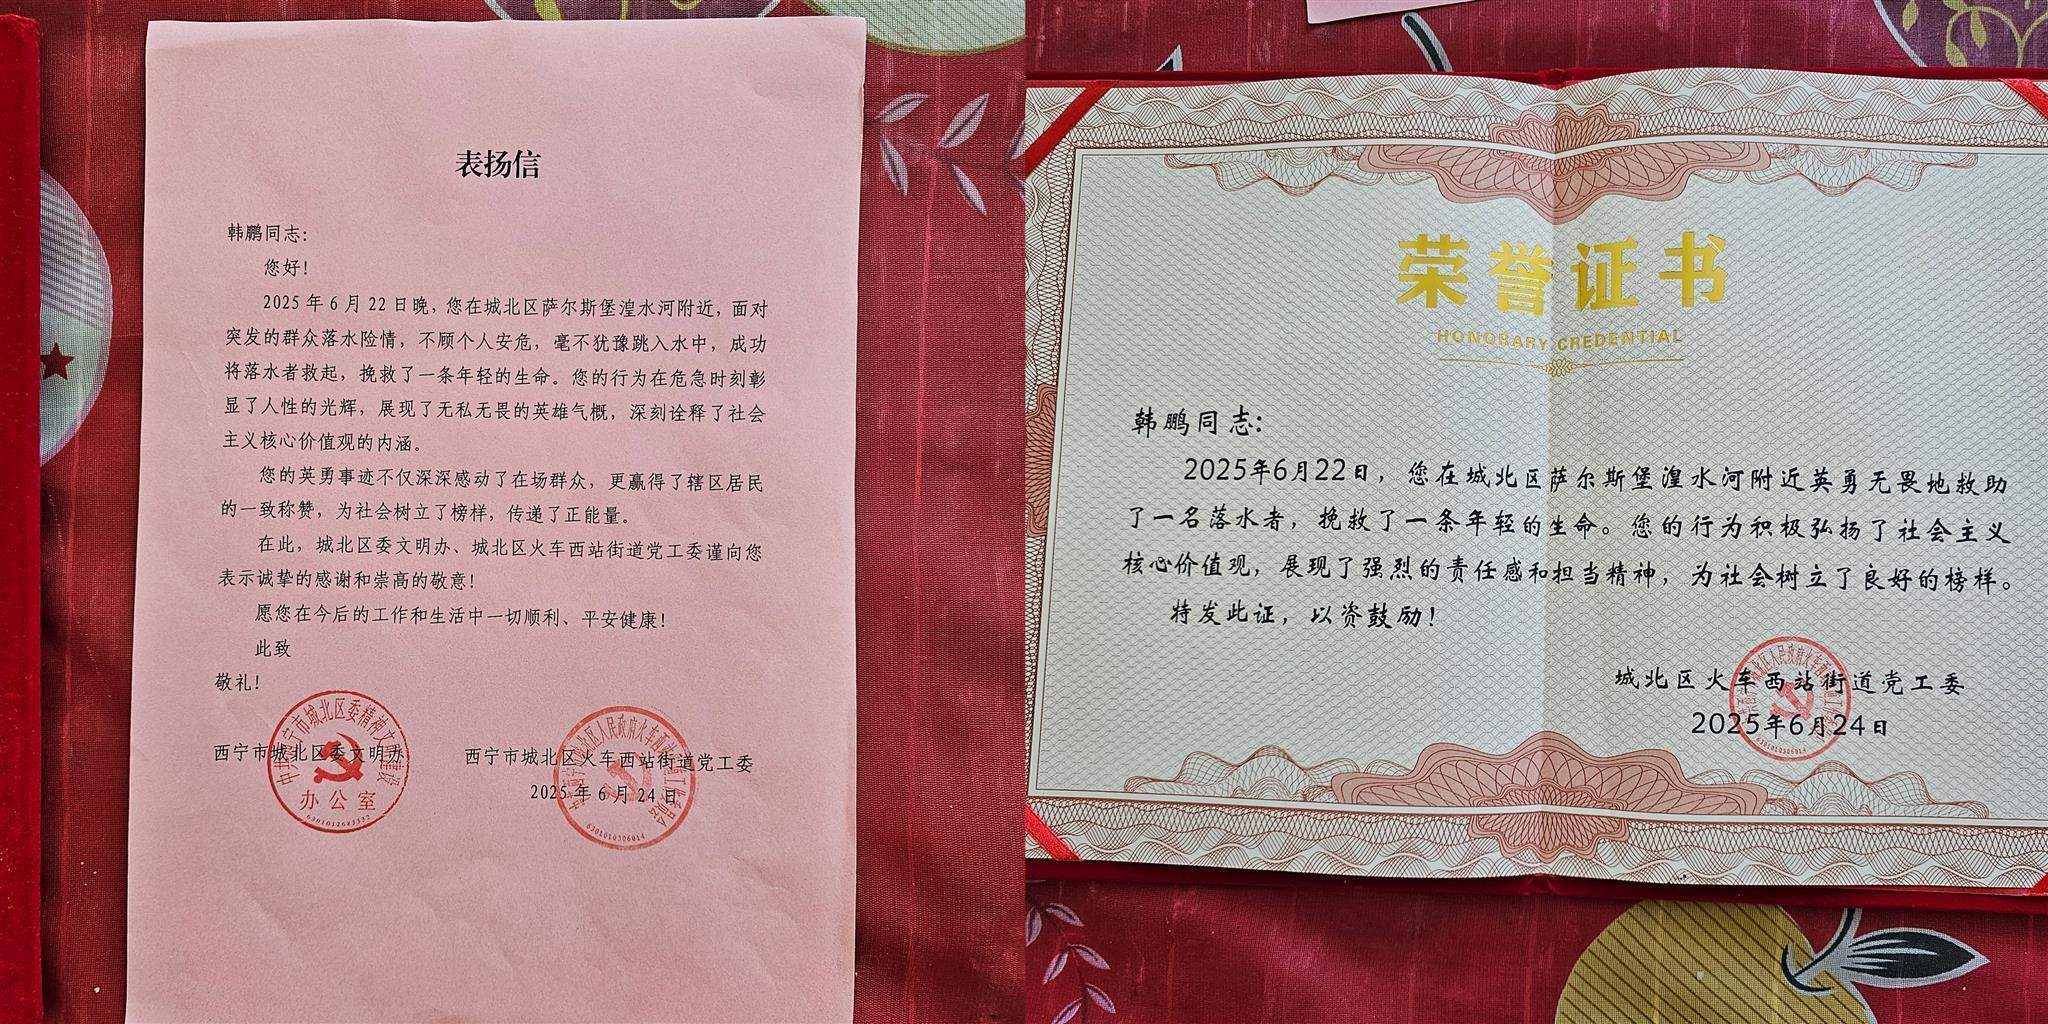 表扬信
韩鹏同志：
您好！
2025 年 6 月 22 日晚，您在城北区萨尔斯堡湟水河附近，面对
突发的群众落水险情，不顾个人安危，毫不犹豫跳入水中，成功
将落水者救起，挽救了一条年轻的生命。您的行为在危急时刻彰
显了人性的光辉，展现了无私无畏的英雄气概，深刻诠释了社会
主义核心价值观的内涵。
您的英勇事迹不仅深深感动了在场群众，更赢得了辖区居民
的一致称赞，为社会树立了榜样，传递了正能量。
在此，城北区委文明办、城北区火车西站街道党工委谨向您
表示诚挚的感谢和崇高的敬意！
愿您在今后的工作和生活中一切顺利、平安健康！
此致
敬礼！
西宁市城北区委文明办
西宁市城北区火车西站街道党工委
2025 年 6 月 24 日
中共西宁市城北区委精神文明建设
办公室
6301032683332
6301010306014
荣誉证书
HONORARY CREDENTIAL
韩鹏同志：
2025年6月22日，您在城北区萨尔斯堡湟水河附近英勇无畏地救助
了一名落水者，挽救了一条年轻的生命。您的行为积极弘扬了社会主义
核心价值观，展现了强烈的责任感和担当精神，为社会树立了良好的榜样。
特发此证，以资鼓励！
城北区火车西站街道党工委
2025年6月24日